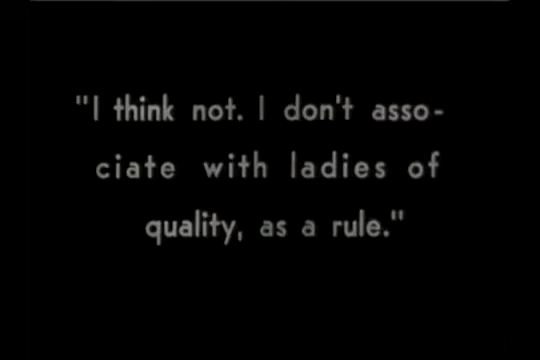 "I think not. I don't asso-
ciate with ladies of
quality, as a rule."